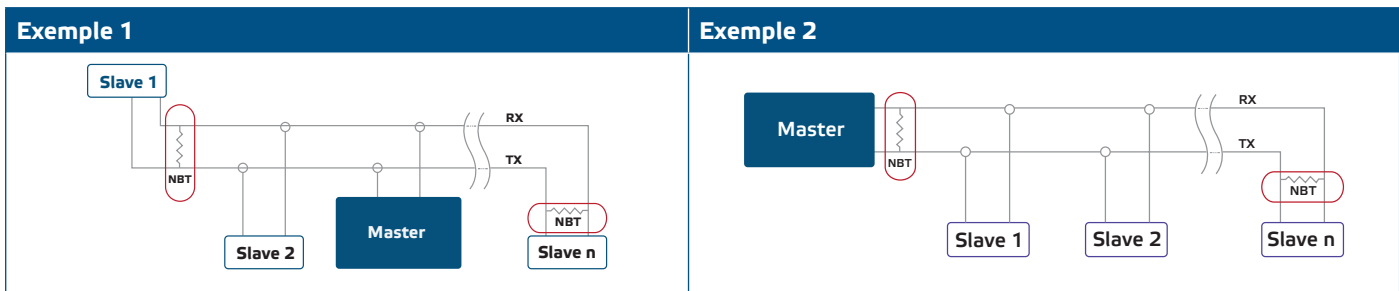 Exemple 1
Slave 1
RX
TX
NBT
NBT
Master
Slave 2
Slave n
Exemple 2
Master
RX
TX
NBT
NBT
Slave 1
Slave 2
Slave n